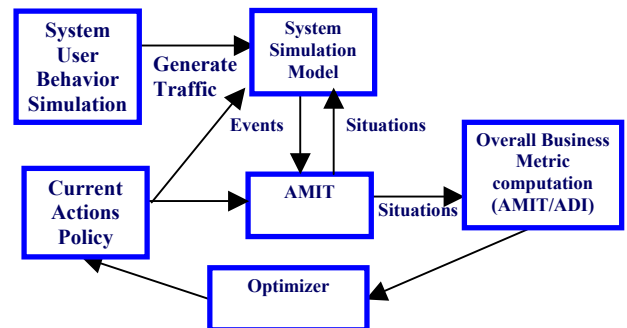 System
User
Behavior
Simulation
Generate
Traffic
System
Simulation
Model
Events
Situations
Current
Actions
Policy
AMIT
Situations
Overall Business
Metric
computation
(AMIT/ADI)
Optimizer